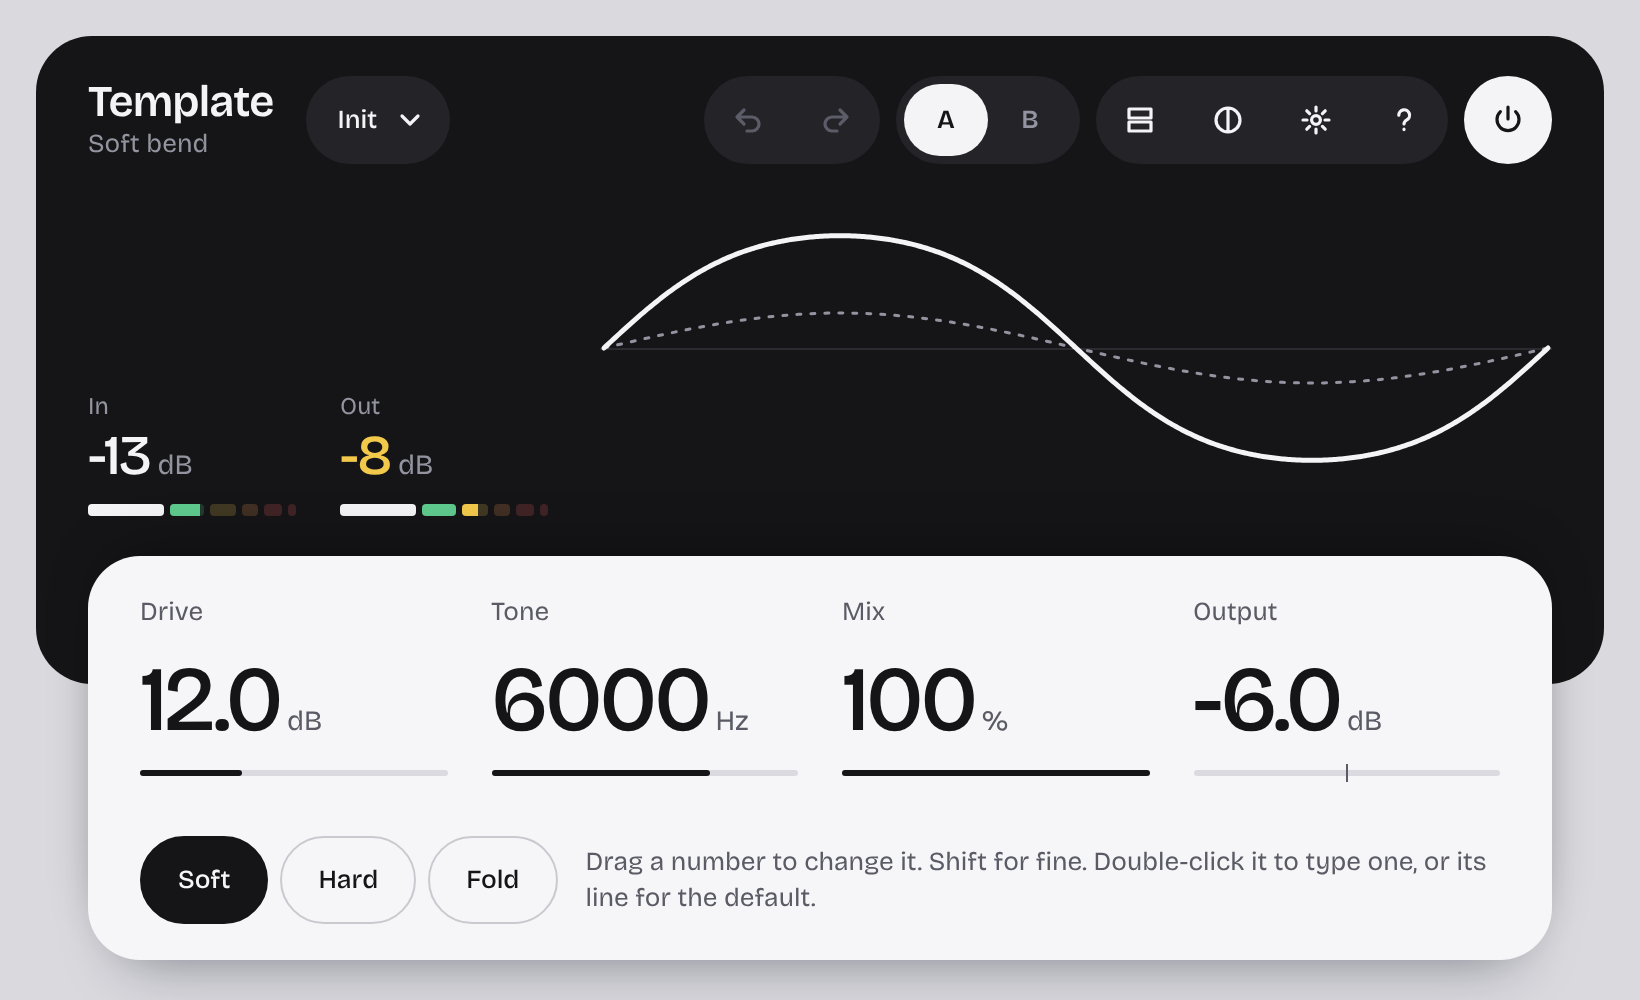 Template
Soft bend
Init
A
B
?
In
-13 dB
Out
-8 dB
Drive
12.0 dB
Tone
6000 Hz
Mix
100 %
Output
-6.0 dB
Soft
Hard
Fold
Drag a number to change it. Shift for fine. Double-click it to type one, or its
line for the default.